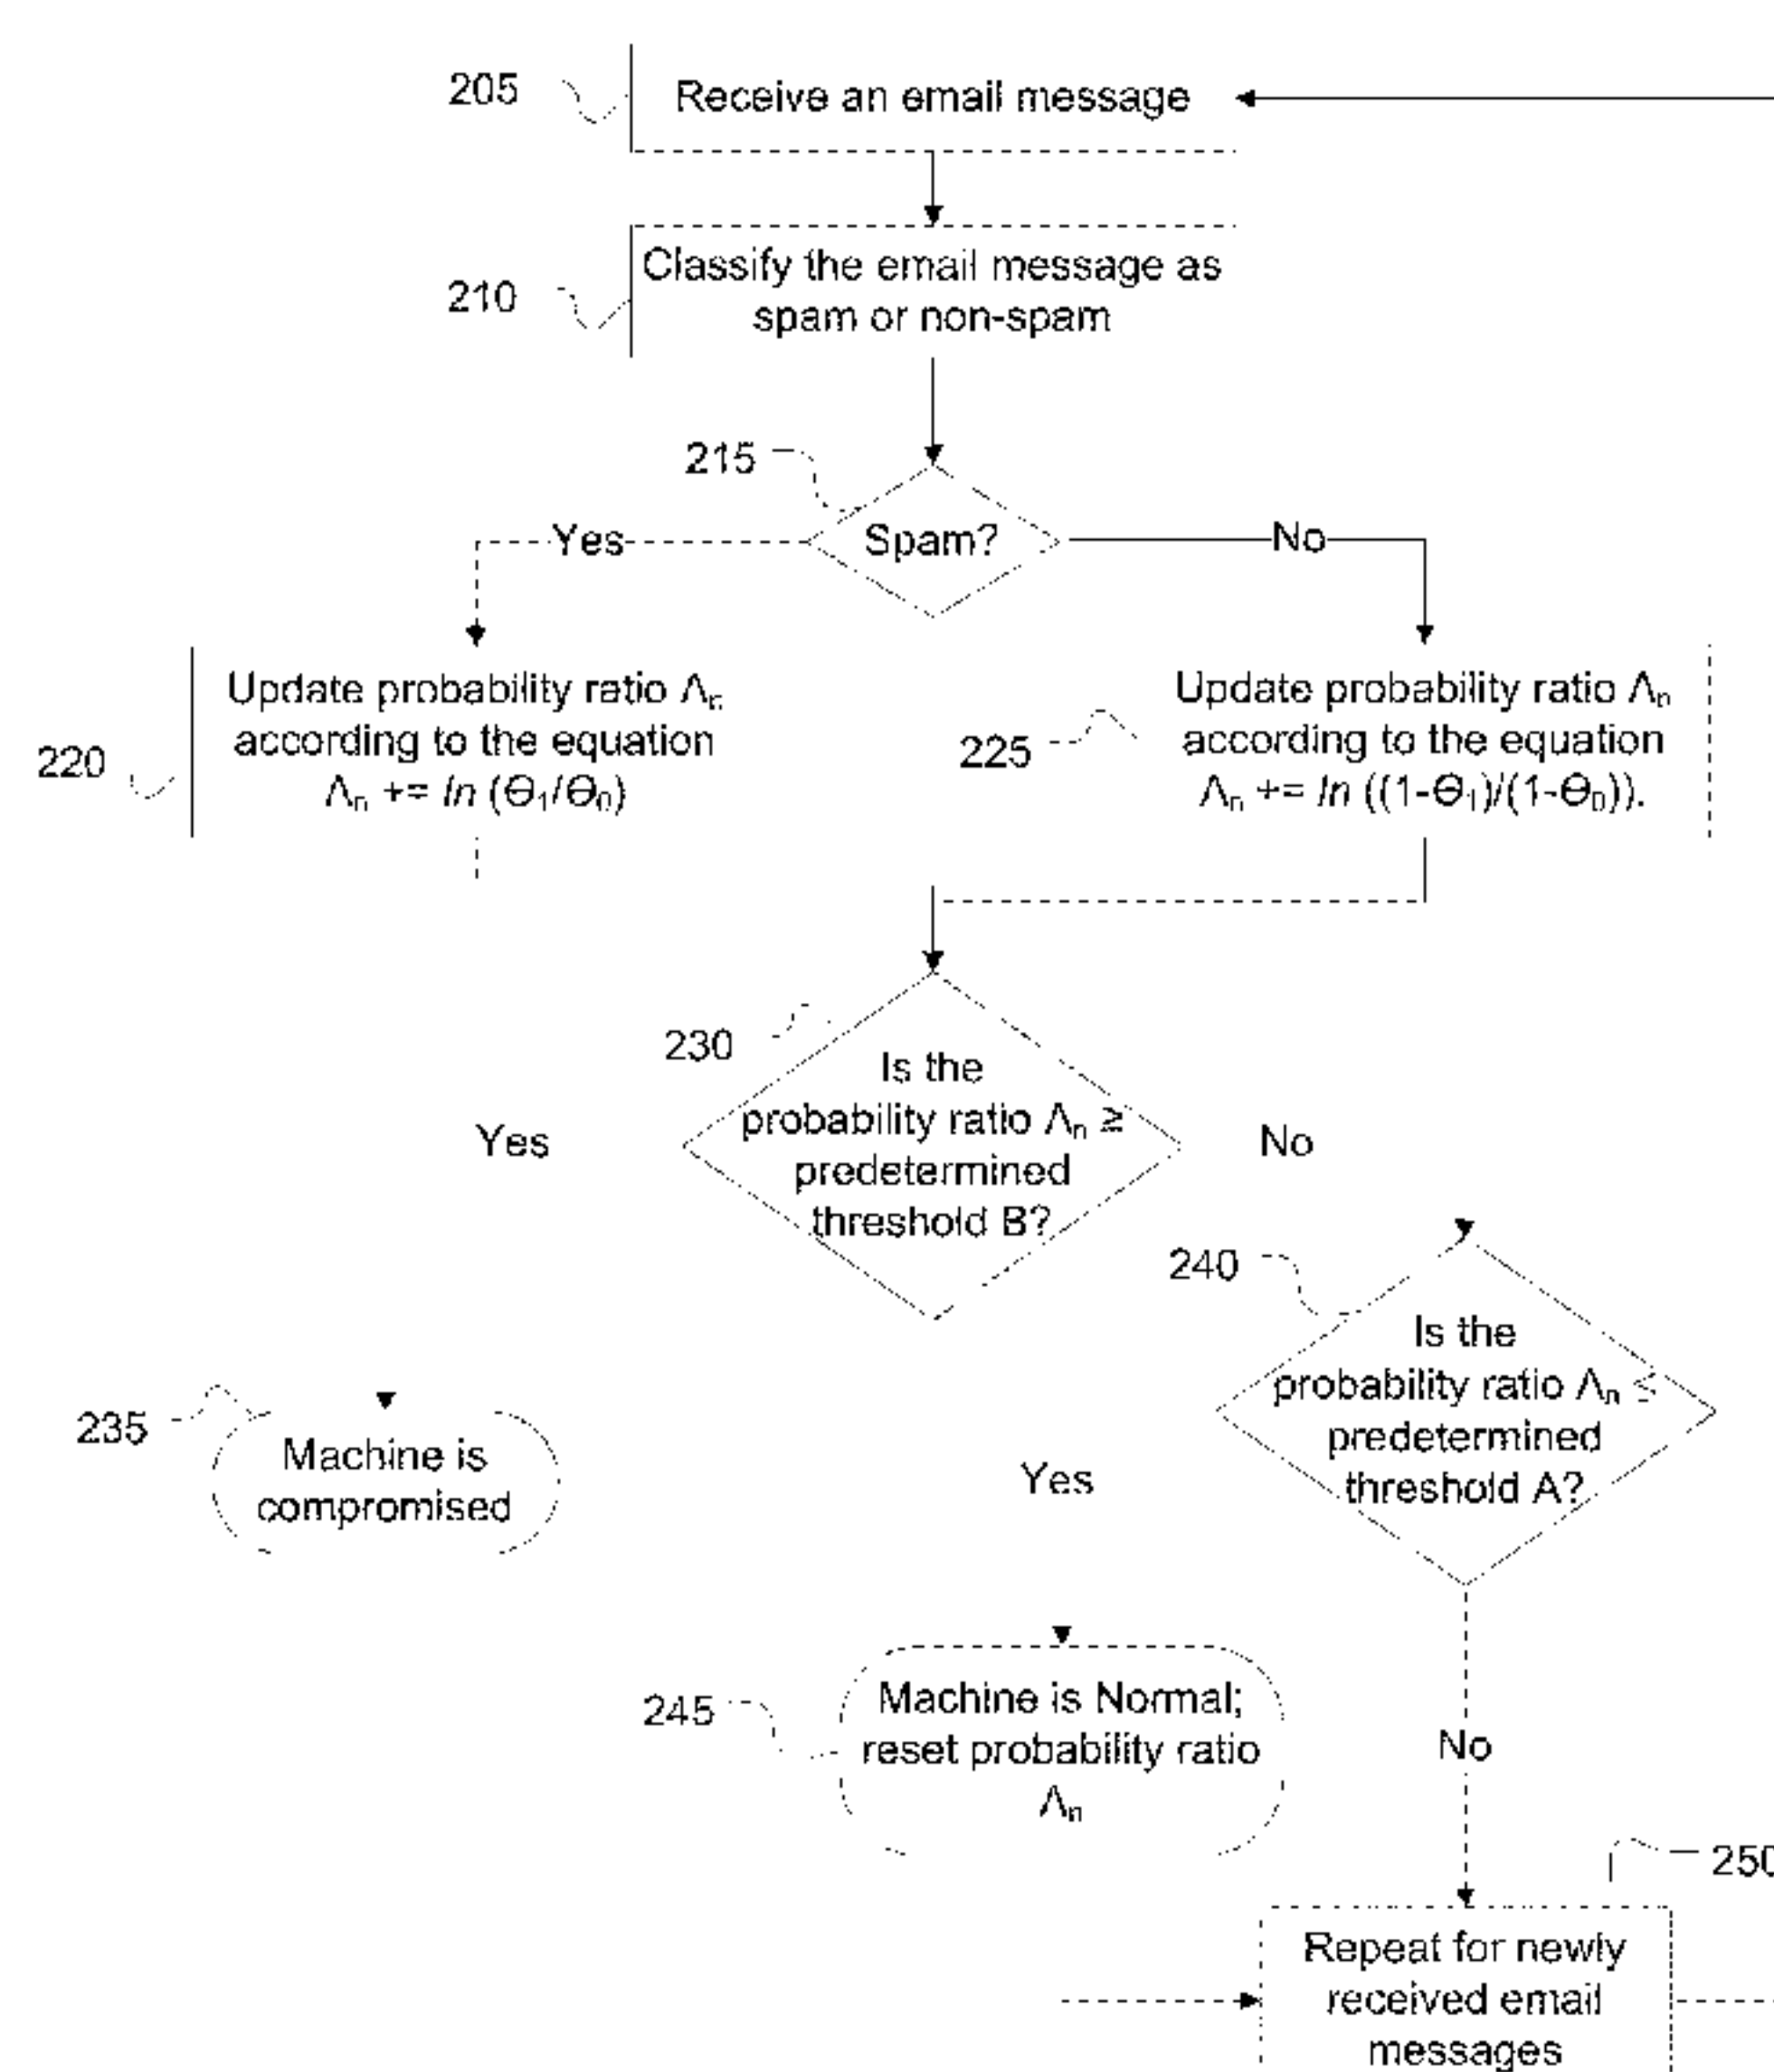 205
Receive an email message
210
Classify the email message as
spam or non-spam
215
Spam?
Yes
No
220
Update probability ratio Λn
according to the equation
Λn += ln (Θ1/Θ0)
225
Update probability ratio Λn
according to the equation
Λn += ln ((1-Θ1)/(1-Θ0)).
230
Is the
probability ratio Λn ≥
predetermined
threshold B?
Yes
No
240
Is the
probability ratio Λn ≤
predetermined
threshold A?
235
Machine is
compromised
Yes
245
Machine is Normal;
reset probability ratio
Λn
No
250
Repeat for newly
received email
messages